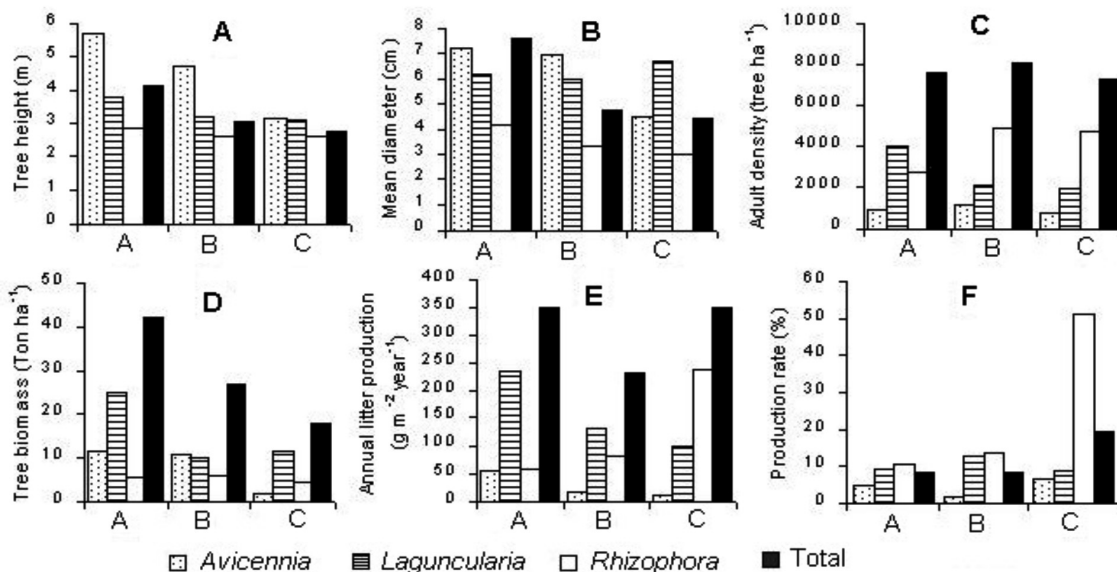 A
Tree height (m)
6
5
4
3
2
1
0
A B C
B
Mean diameter (cm)
8
7
6
5
4
3
2
1
0
A B C
C
Adult density (tree ha⁻¹)
10000
8000
6000
4000
2000
0
A B C
D
Tree biomass (Ton ha⁻¹)
50
40
30
20
10
0
A B C
E
Annual litter production
(g m⁻² year⁻¹)
400
350
300
250
200
150
100
50
0
A B C
F
Production rate (%)
60
50
40
30
20
10
0
A B C
Avicennia Laguncularia Rhizophora Total